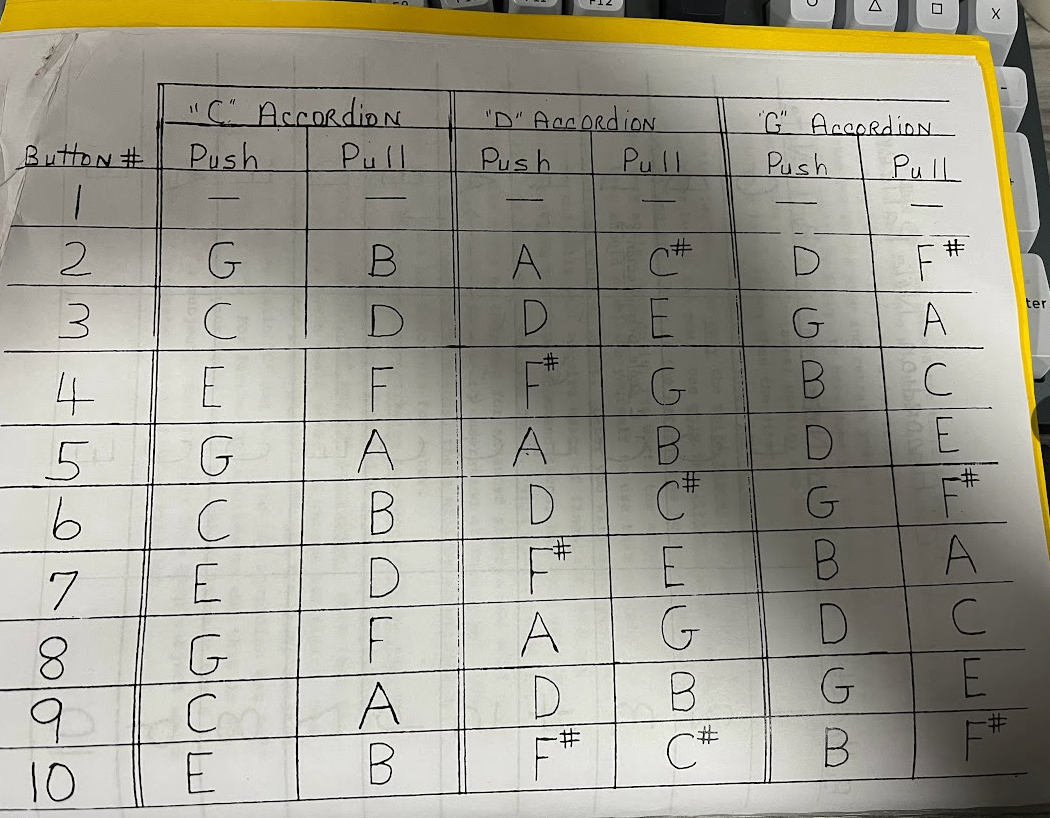 F12
X
"C" Accordion "D" Accordion "G" Accordion
Button # Push Pull Push Pull Push Pull
1 — — — — — —
2 G B A C# D F#
3 C D D E G A
4 E F F# G B C
5 G A A B D E
6 C B D C# G F#
7 E D F# E B A
8 G F A G D C
9 C A D B G E
10 E B F# C# B F#
ter